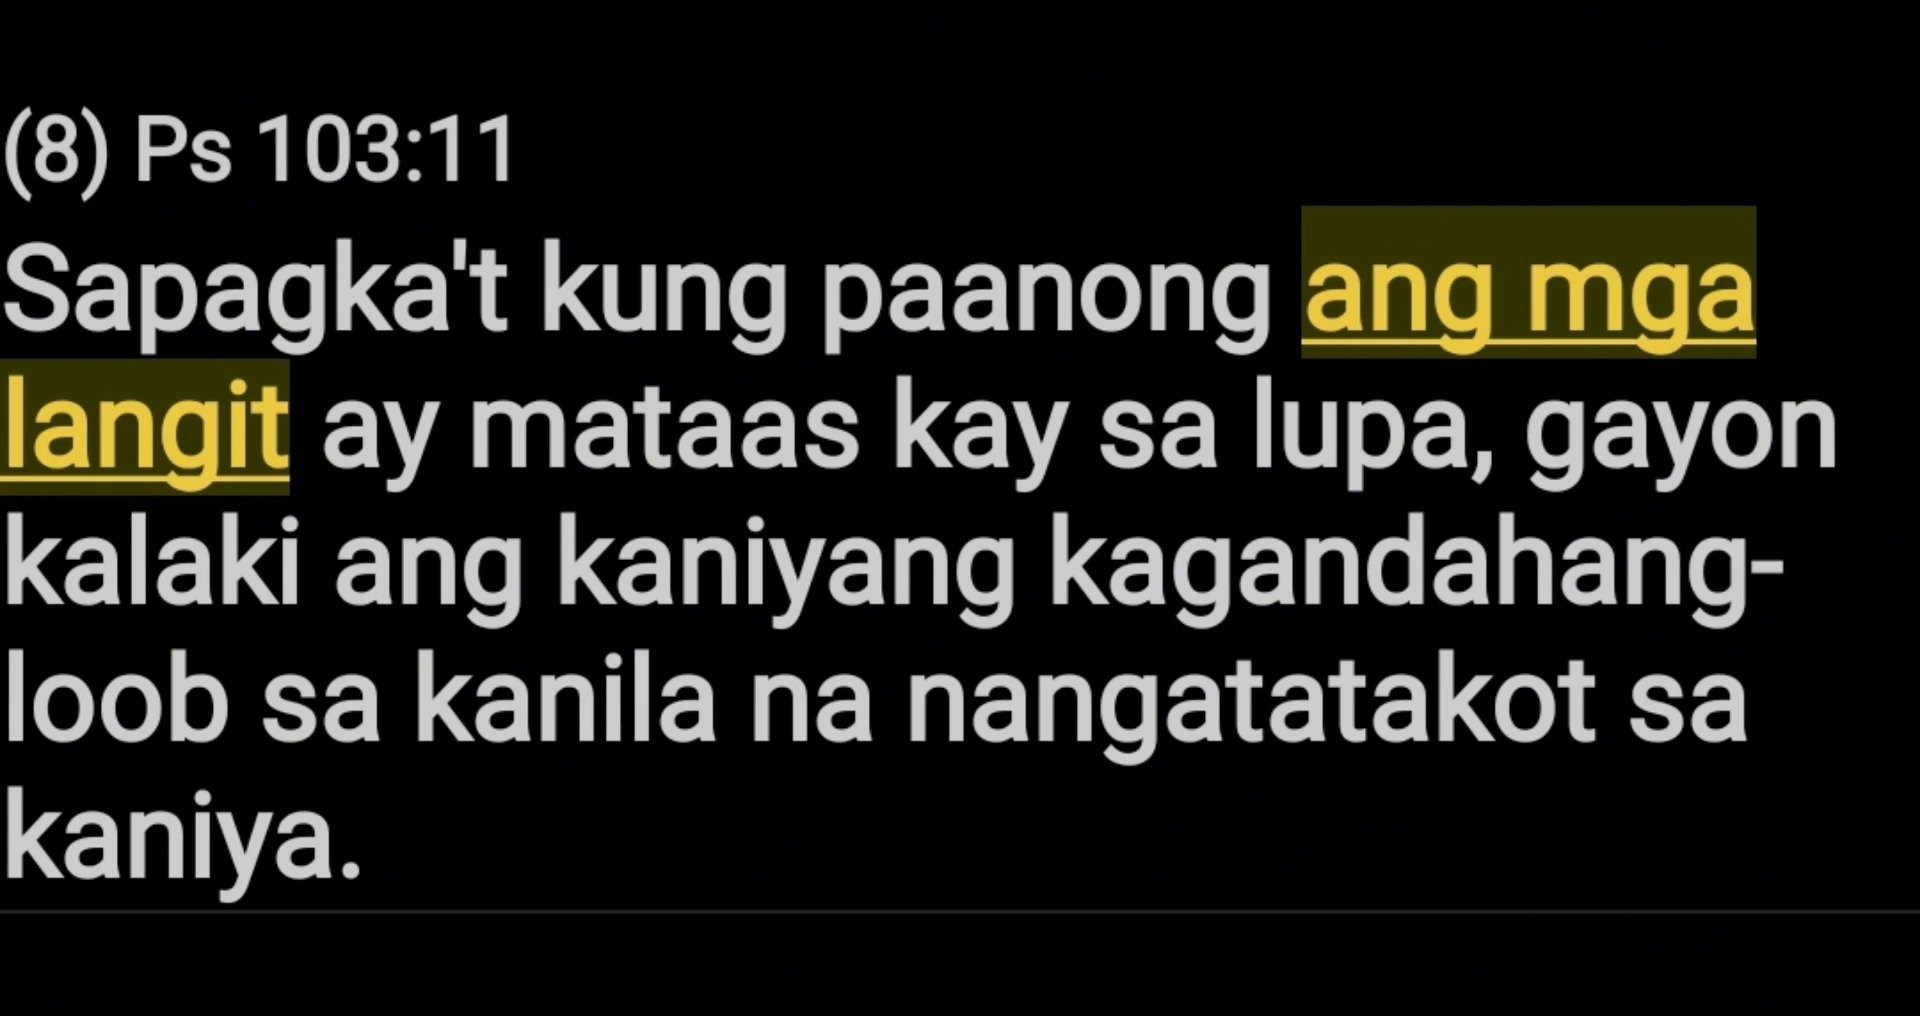 (8) Ps 103:11
Sapagka't kung paanong ang mga
langit ay mataas kay sa lupa, gayon
kalaki ang kaniyang kagandahang-
loob sa kanila na nangatatakot sa
kaniya.